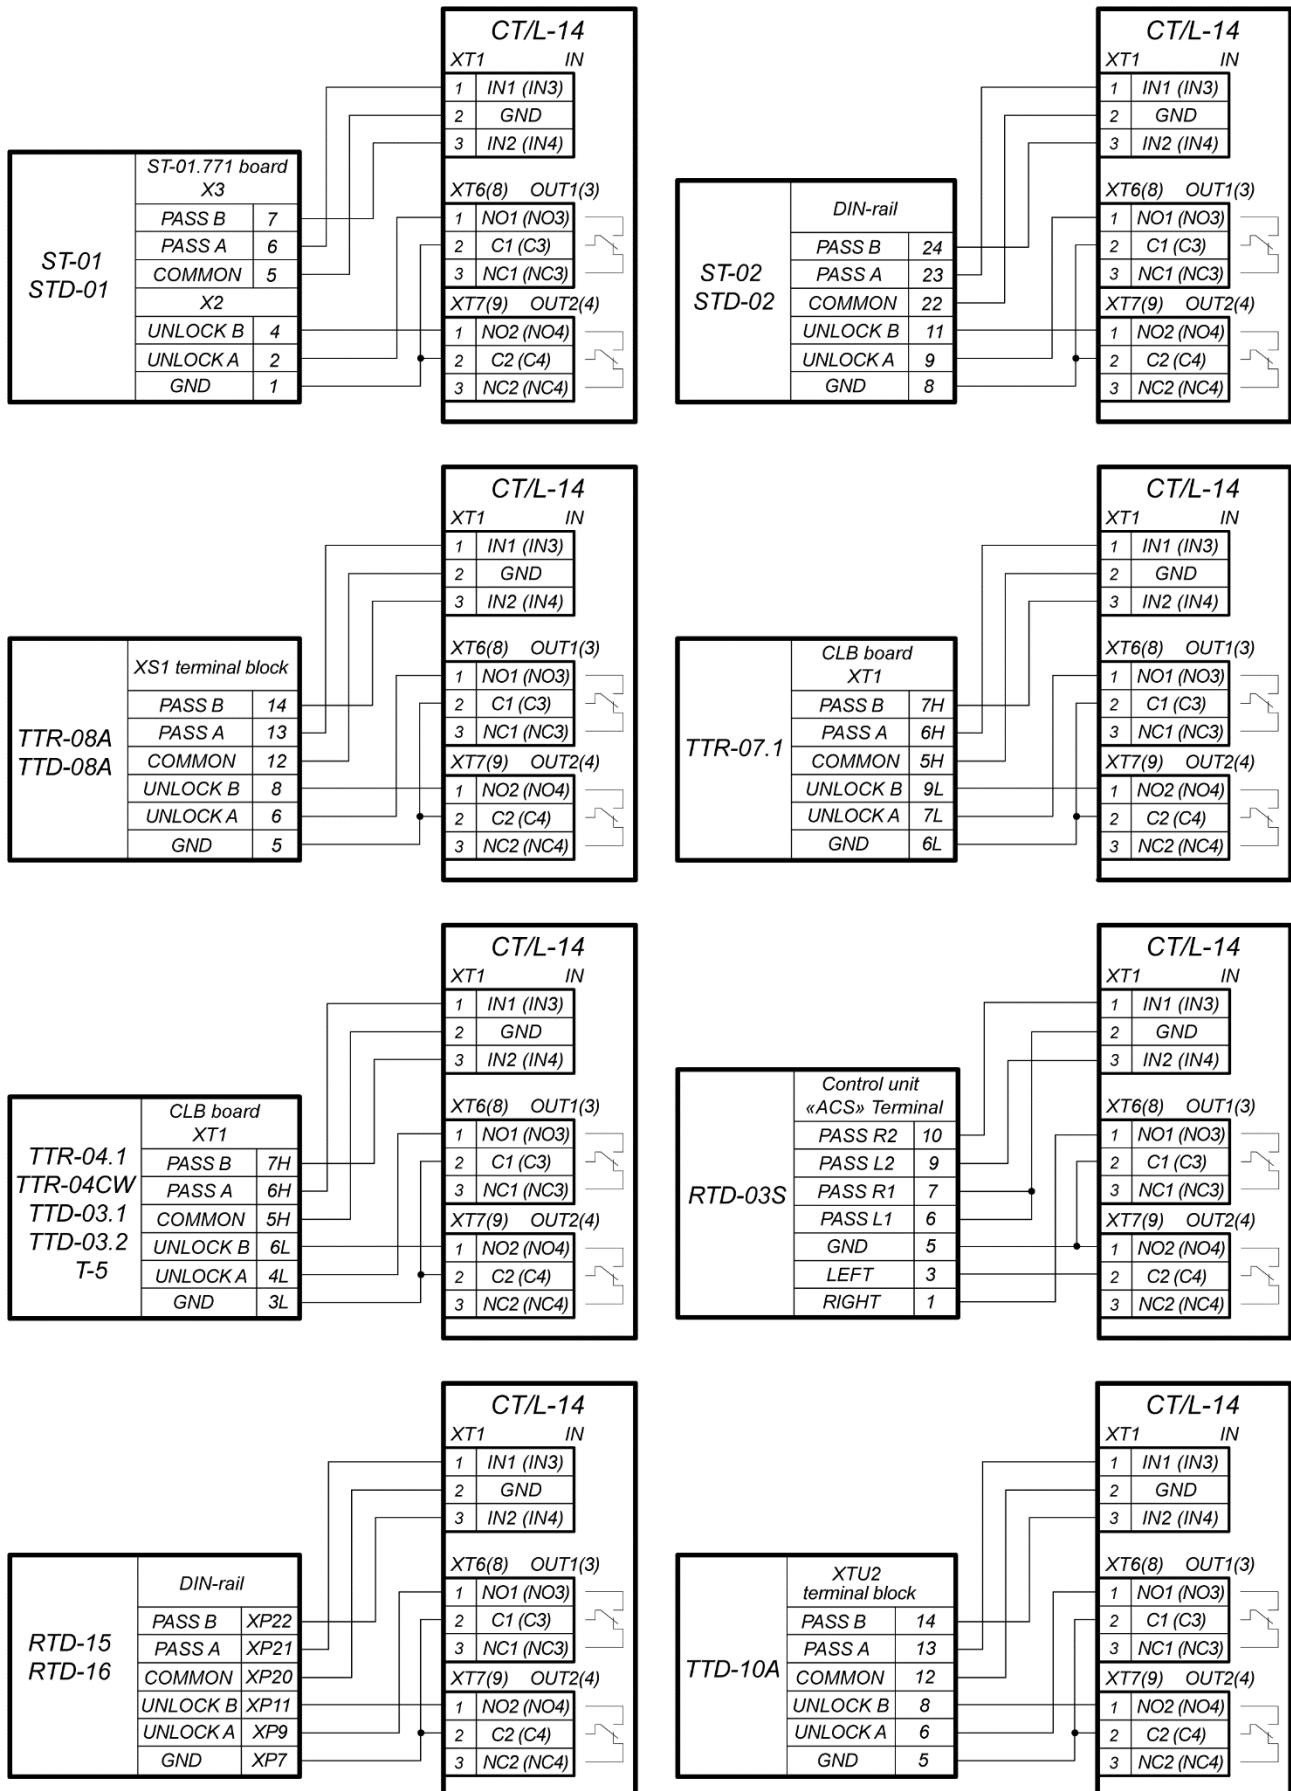 CT/L-14
XT1 IN
1 IN1 (IN3)
2 GND
3 IN2 (IN4)
XT6(8) OUT1(3)
1 NO1 (NO3)
2 C1 (C3)
3 NC1 (NC3)
XT7(9) OUT2(4)
1 NO2 (NO4)
2 C2 (C4)
3 NC2 (NC4)
ST-01
STD-01
ST-01.771 board
X3
PASS B 7
PASS A 6
COMMON 5
X2
UNLOCK B 4
UNLOCK A 2
GND 1
CT/L-14
XT1 IN
1 IN1 (IN3)
2 GND
3 IN2 (IN4)
XT6(8) OUT1(3)
1 NO1 (NO3)
2 C1 (C3)
3 NC1 (NC3)
XT7(9) OUT2(4)
1 NO2 (NO4)
2 C2 (C4)
3 NC2 (NC4)
ST-02
STD-02
DIN-rail
PASS B 24
PASS A 23
COMMON 22
UNLOCK B 11
UNLOCK A 9
GND 8
CT/L-14
XT1 IN
1 IN1 (IN3)
2 GND
3 IN2 (IN4)
XT6(8) OUT1(3)
1 NO1 (NO3)
2 C1 (C3)
3 NC1 (NC3)
XT7(9) OUT2(4)
1 NO2 (NO4)
2 C2 (C4)
3 NC2 (NC4)
TTR-08A
TTD-08A
XS1 terminal block
PASS B 14
PASS A 13
COMMON 12
UNLOCK B 8
UNLOCK A 6
GND 5
CT/L-14
XT1 IN
1 IN1 (IN3)
2 GND
3 IN2 (IN4)
XT6(8) OUT1(3)
1 NO1 (NO3)
2 C1 (C3)
3 NC1 (NC3)
XT7(9) OUT2(4)
1 NO2 (NO4)
2 C2 (C4)
3 NC2 (NC4)
TTR-07.1
CLB board
XT1
PASS B 7H
PASS A 6H
COMMON 5H
UNLOCK B 9L
UNLOCK A 7L
GND 6L
CT/L-14
XT1 IN
1 IN1 (IN3)
2 GND
3 IN2 (IN4)
XT6(8) OUT1(3)
1 NO1 (NO3)
2 C1 (C3)
3 NC1 (NC3)
XT7(9) OUT2(4)
1 NO2 (NO4)
2 C2 (C4)
3 NC2 (NC4)
TTR-04.1
TTR-04CW
TTD-03.1
TTD-03.2
T-5
CLB board
XT1
PASS B 7H
PASS A 6H
COMMON 5H
UNLOCK B 6L
UNLOCK A 4L
GND 3L
CT/L-14
XT1 IN
1 IN1 (IN3)
2 GND
3 IN2 (IN4)
XT6(8) OUT1(3)
1 NO1 (NO3)
2 C1 (C3)
3 NC1 (NC3)
XT7(9) OUT2(4)
1 NO2 (NO4)
2 C2 (C4)
3 NC2 (NC4)
RTD-03S
Control unit
«ACS» Terminal
PASS R2 10
PASS L2 9
PASS R1 7
PASS L1 6
GND 5
LEFT 3
RIGHT 1
CT/L-14
XT1 IN
1 IN1 (IN3)
2 GND
3 IN2 (IN4)
XT6(8) OUT1(3)
1 NO1 (NO3)
2 C1 (C3)
3 NC1 (NC3)
XT7(9) OUT2(4)
1 NO2 (NO4)
2 C2 (C4)
3 NC2 (NC4)
RTD-15
RTD-16
DIN-rail
PASS B XP22
PASS A XP21
COMMON XP20
UNLOCK B XP11
UNLOCK A XP9
GND XP7
CT/L-14
XT1 IN
1 IN1 (IN3)
2 GND
3 IN2 (IN4)
XT6(8) OUT1(3)
1 NO1 (NO3)
2 C1 (C3)
3 NC1 (NC3)
XT7(9) OUT2(4)
1 NO2 (NO4)
2 C2 (C4)
3 NC2 (NC4)
TTD-10A
XTU2
terminal block
PASS B 14
PASS A 13
COMMON 12
UNLOCK B 8
UNLOCK A 6
GND 5